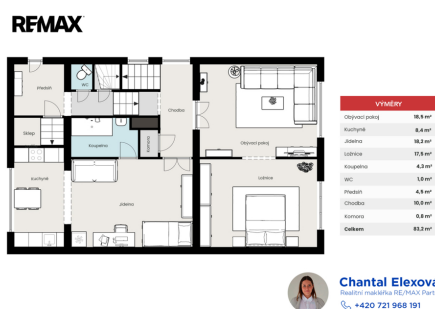 RE/MAX
Předsíň
WC
Chodba
Sklep
Koupelna
Komora
Obývací pokoj
Kuchyně
Jídelna
Ložnice
VÝMĚRY
Obývací pokoj 18,5 m²
Kuchyně 8,4 m²
Jídelna 18,2 m²
Ložnice 17,5 m²
Koupelna 4,3 m²
WC 1,0 m²
Předsíň 4,5 m²
Chodba 10,0 m²
Komora 0,8 m²
Celkem 83,2 m²
Chantal Elexova
Realitní makléřka RE/MAX Part
+420 721 968 191